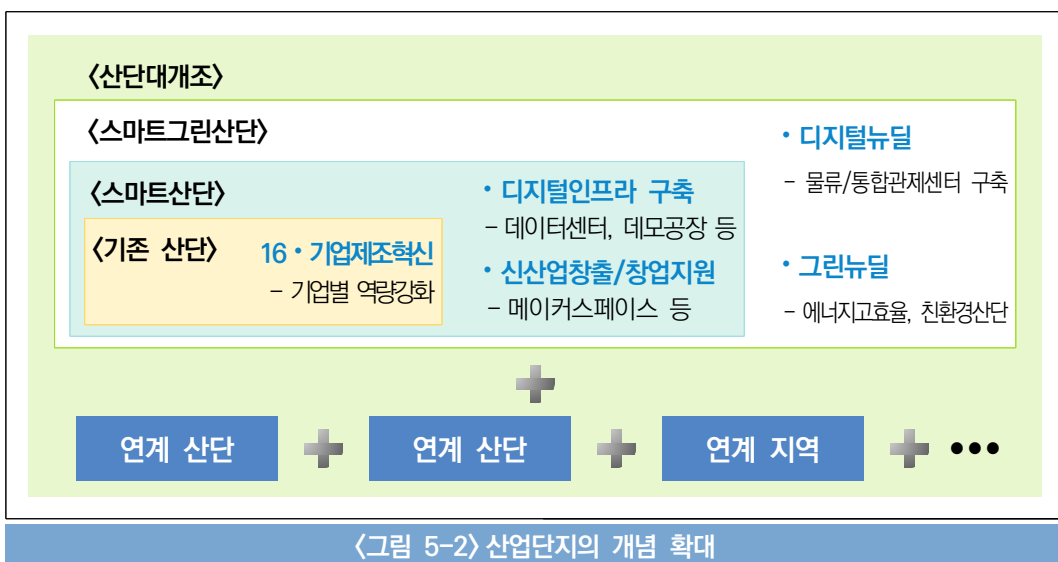 〈산단대개조〉
〈스마트그린산단〉
• 디지털뉴딜
– 물류/통합관제센터 구축
• 그린뉴딜
– 에너지고효율, 친환경산단
〈스마트산단〉
• 디지털인프라 구축
– 데이터센터, 데모공장 등
• 신산업창출/창업지원
– 메이커스페이스 등
〈기존 산단〉
16 • 기업제조혁신
– 기업별 역량강화
+
연계 산단 + 연계 산단 + 연계 지역 + •••
〈그림 5-2〉 산업단지의 개념 확대